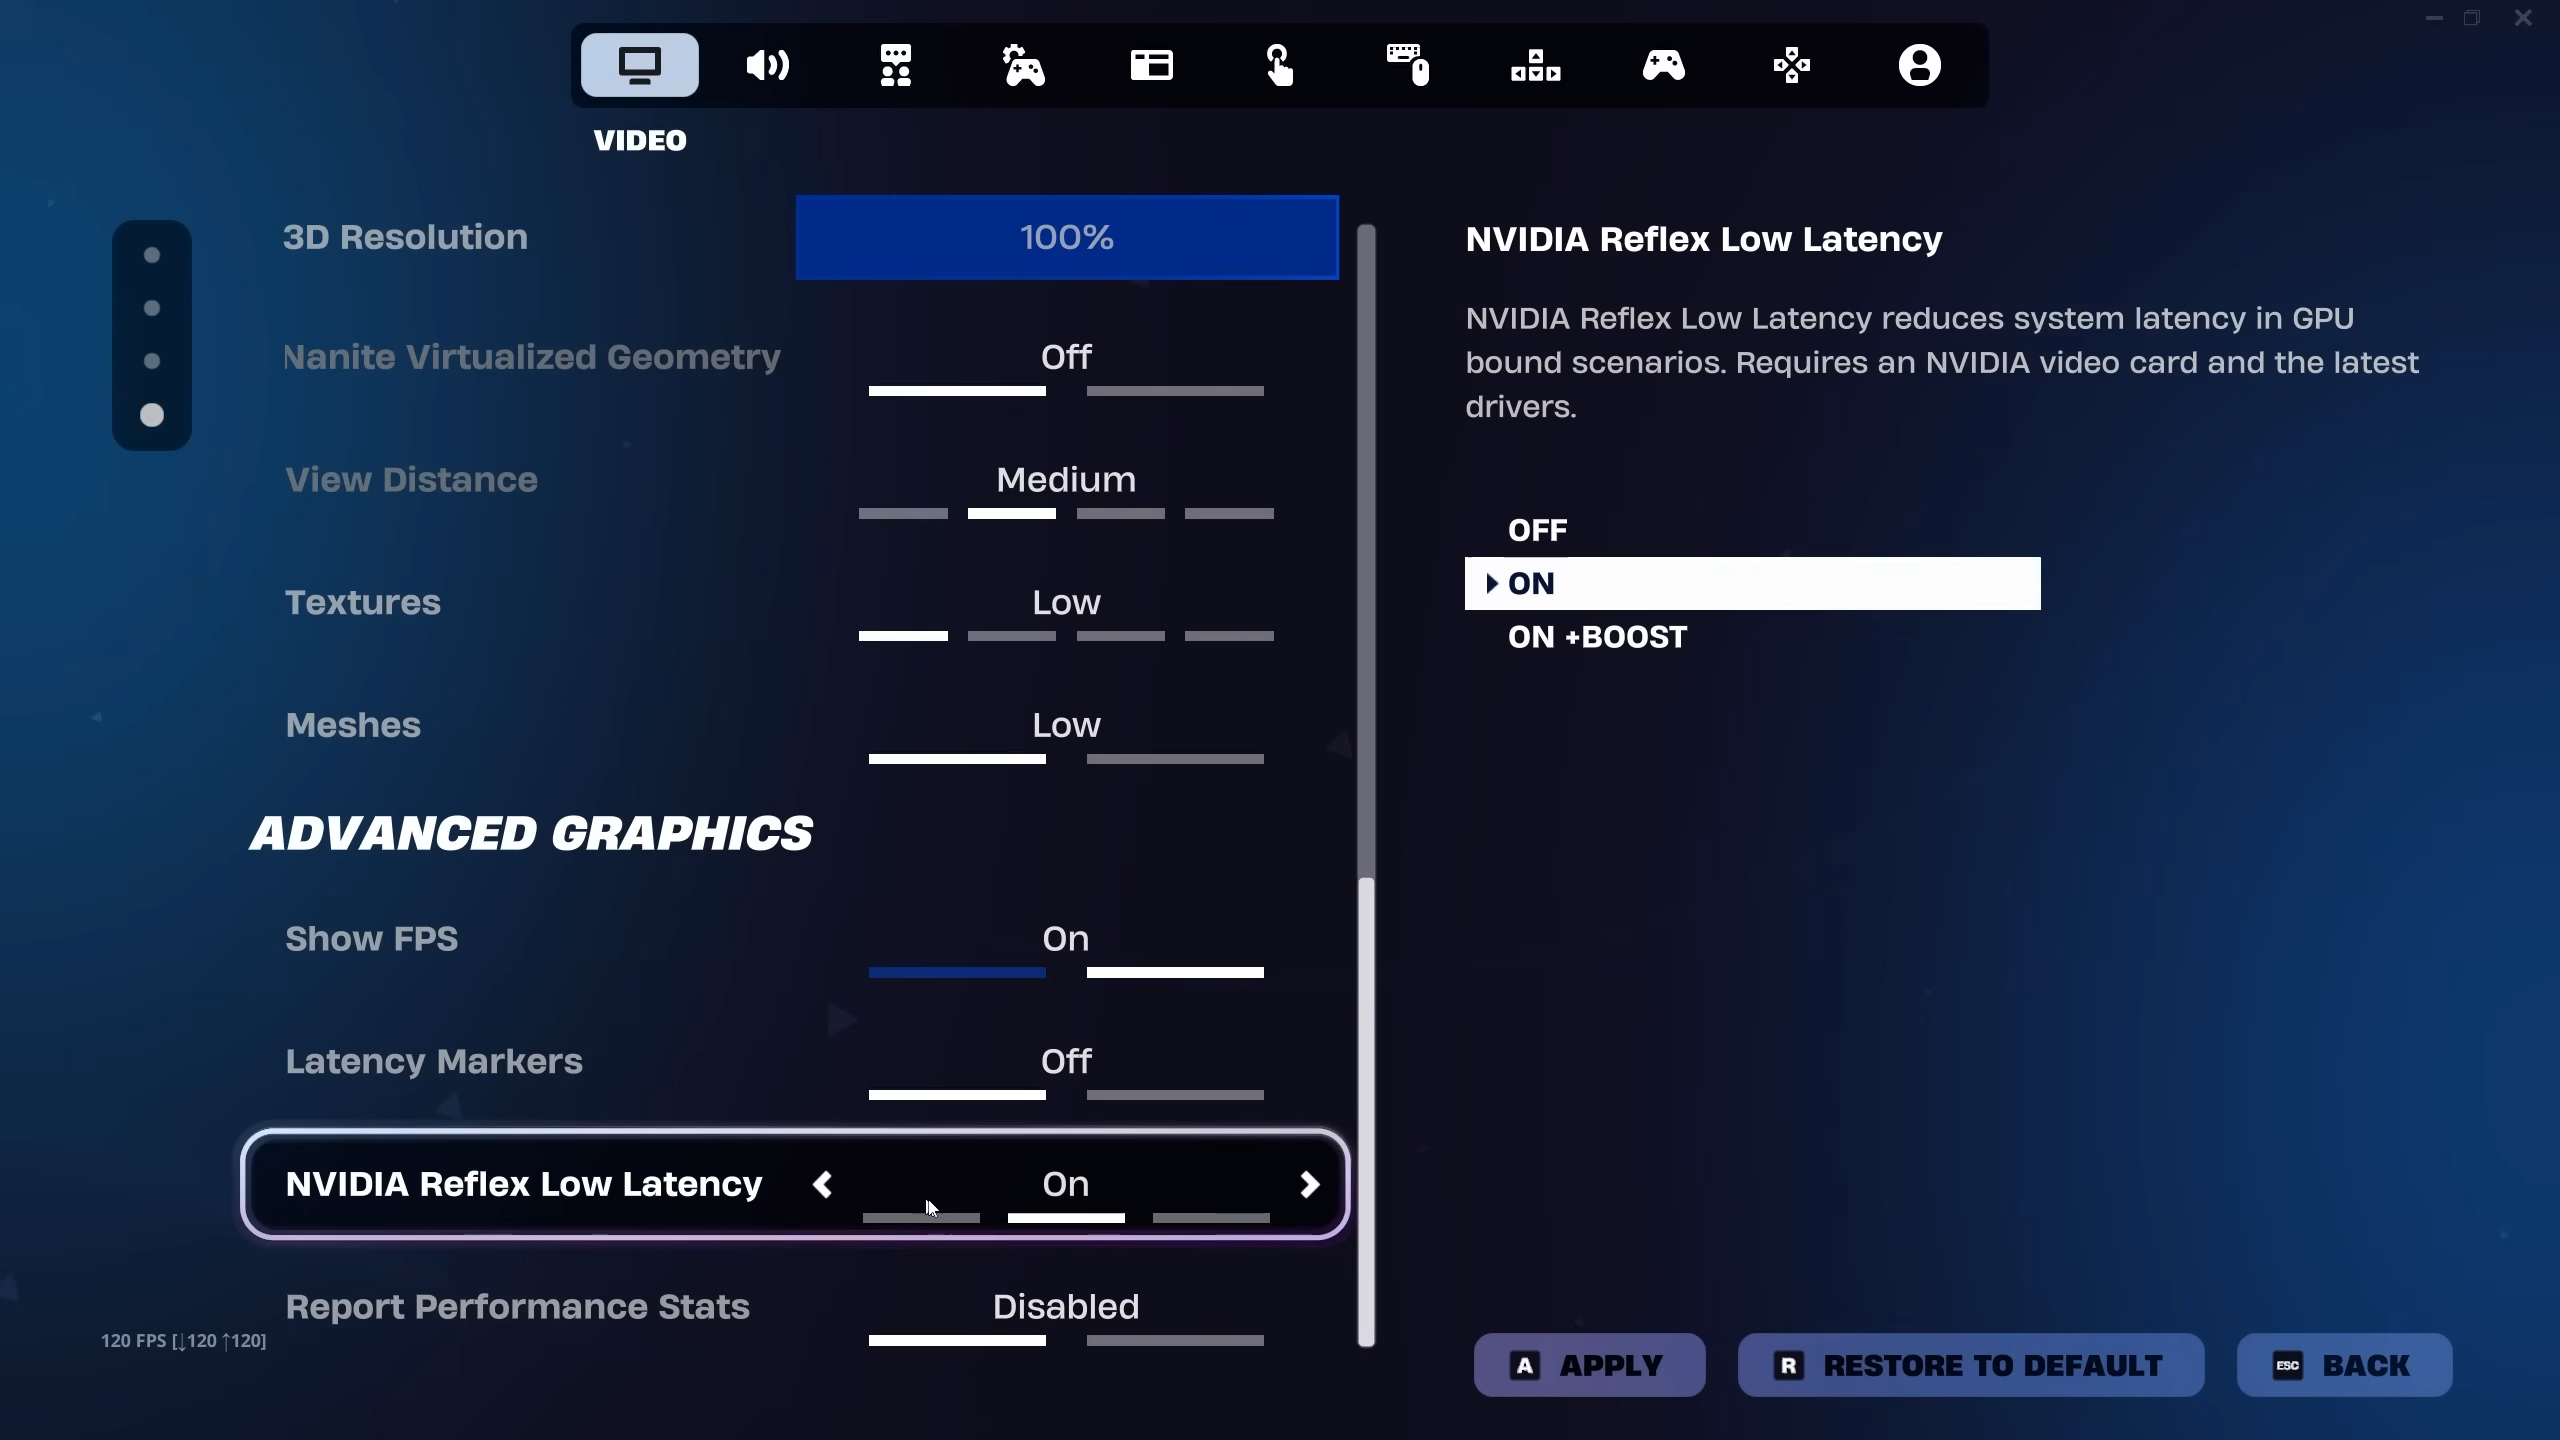 VIDEO
3D Resolution 100%
Nanite Virtualized Geometry Off
View Distance Medium
Textures Low
Meshes Low
ADVANCED GRAPHICS
Show FPS On
Latency Markers Off
NVIDIA Reflex Low Latency On
Report Performance Stats Disabled
120 FPS [↓120 ↑120]
NVIDIA Reflex Low Latency
NVIDIA Reflex Low Latency reduces system latency in GPU
bound scenarios. Requires an NVIDIA video card and the latest
drivers.
OFF
ON
ON +BOOST
A APPLY R RESTORE TO DEFAULT ESC BACK